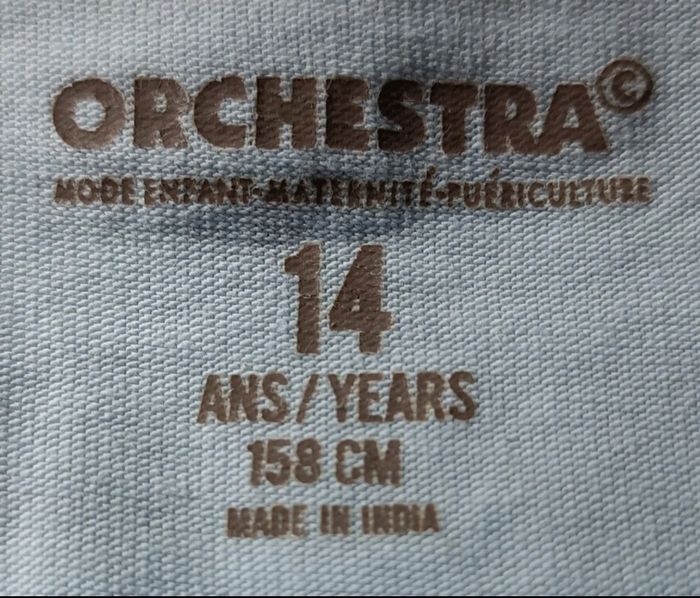 ORCHESTRA©
MODE ENFANT-MATERNITÉ-PUÉRICULTURE
14
ANS/YEARS
158 CM
MADE IN INDIA